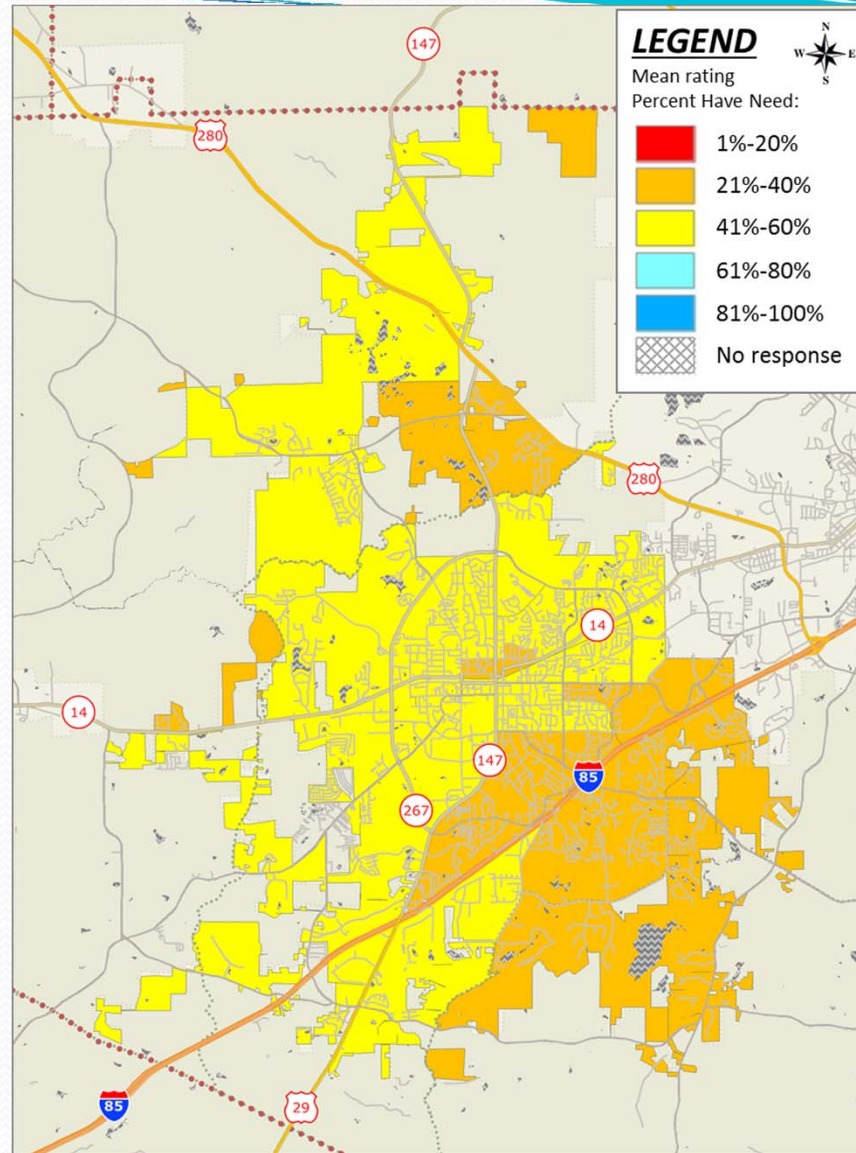 LEGEND
N
W E
S
Mean rating
Percent Have Need:
1%-20%
21%-40%
41%-60%
61%-80%
81%-100%
No response
147
280
280
14
14
147
85
267
85
29